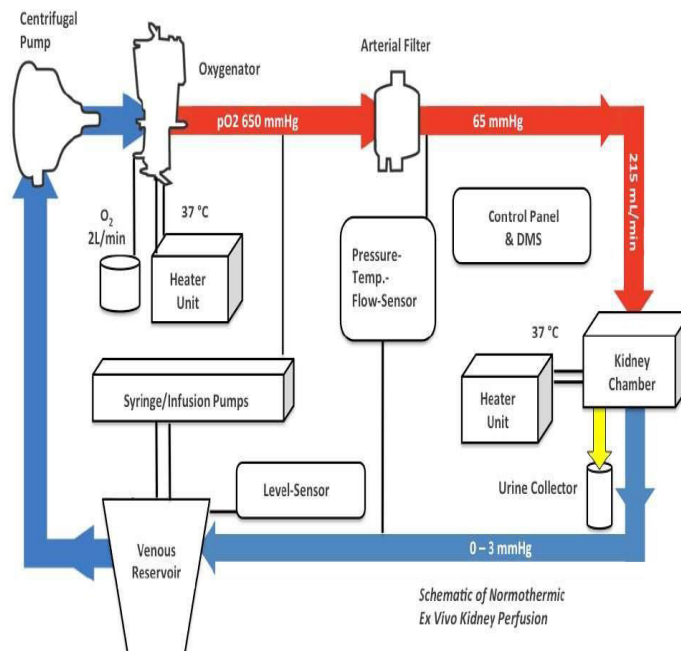 Centrifugal
Pump
Oxygenator
Arterial Filter
pO2 650 mmHg
65 mmHg
215 mL/min
O2
2L/min
37 °C
Heater
Unit
Pressure-
Temp.-
Flow-Sensor
Control Panel
& DMS
37 °C
Kidney
Chamber
Heater
Unit
Syringe/Infusion Pumps
Level-Sensor
Urine Collector
Venous
Reservoir
0 – 3 mmHg
Schematic of Normothermic
Ex Vivo Kidney Perfusion